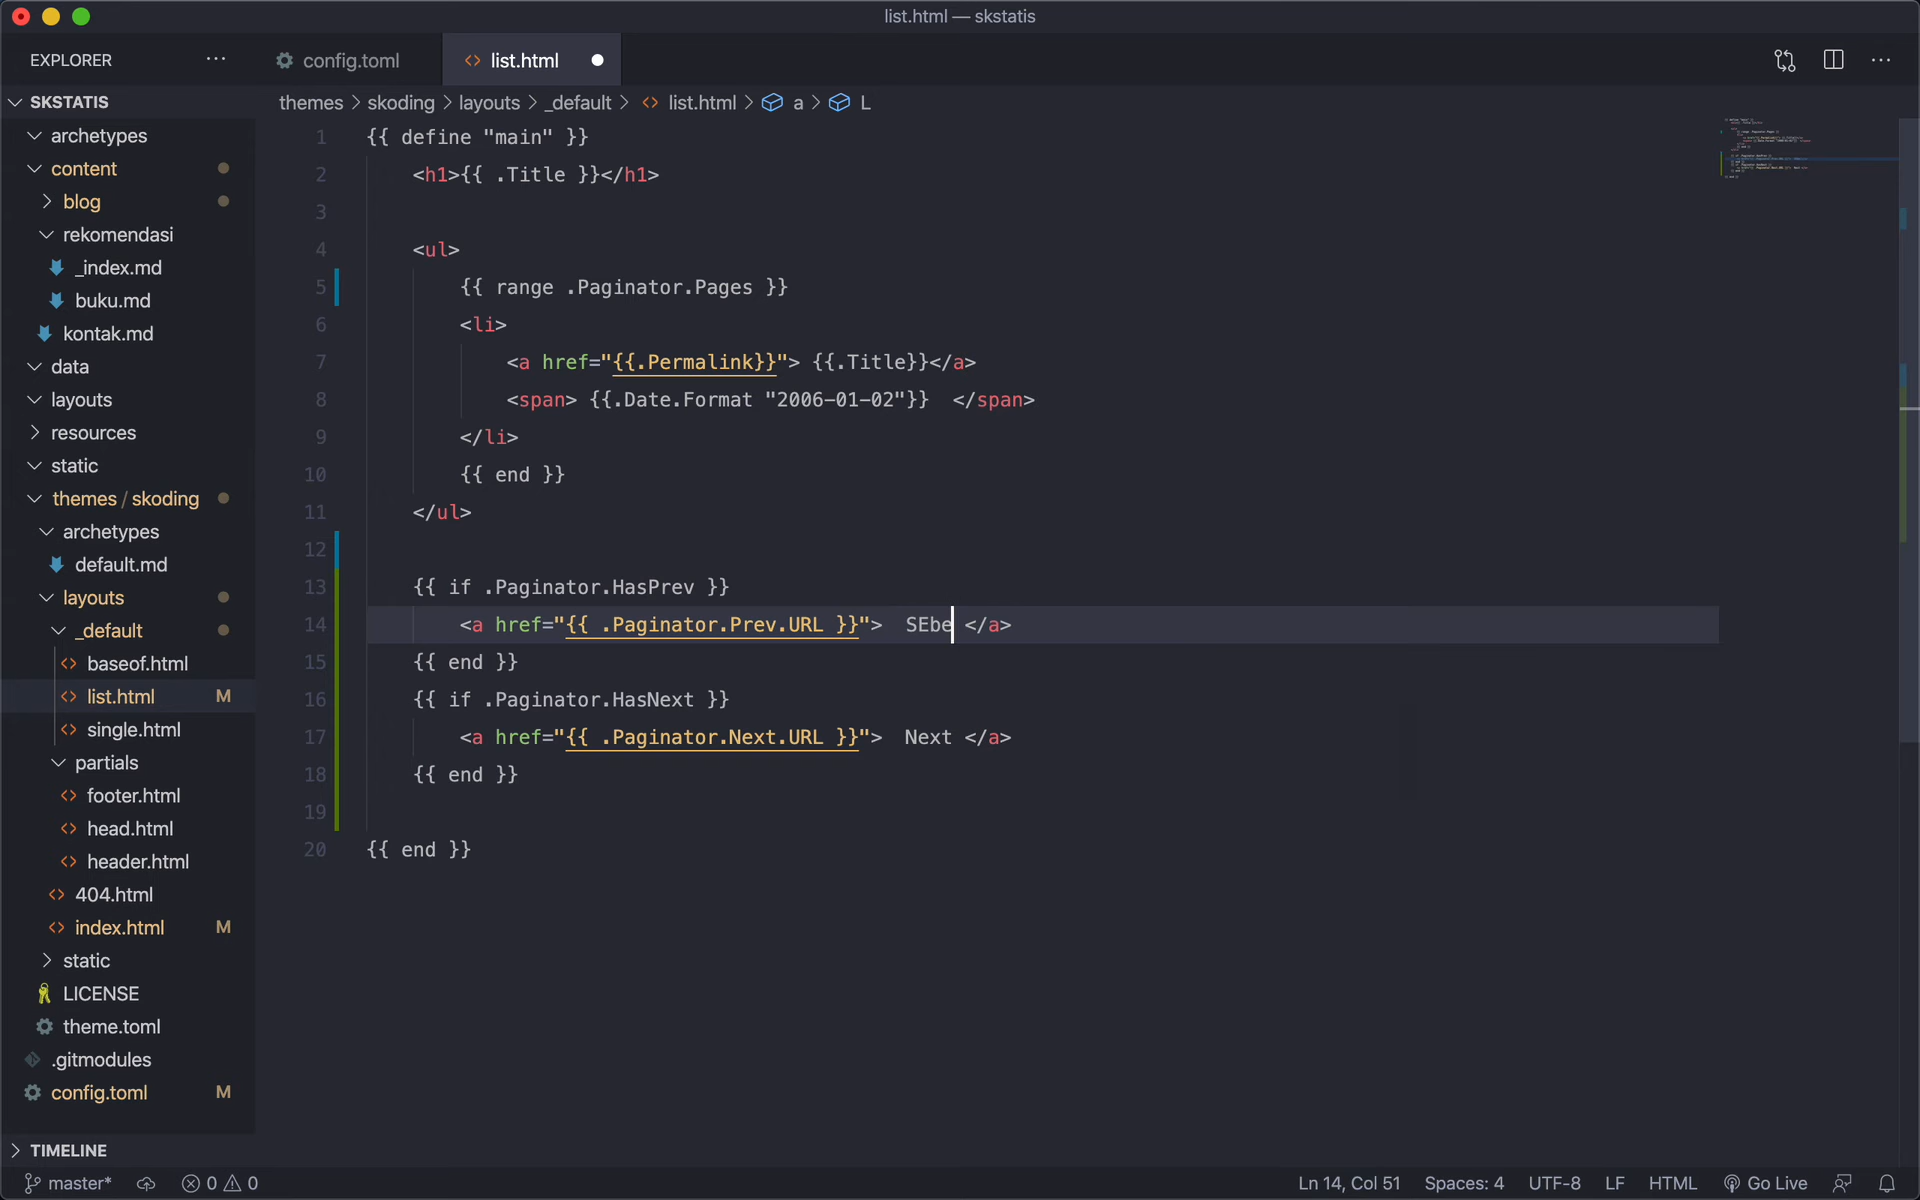 list.html — skstatis
EXPLORER
config.toml
list.html
SKSTATIS
themes > skoding > layouts > _default > list.html > a > L
archetypes
content
blog
rekomendasi
_index.md
buku.md
kontak.md
data
layouts
resources
static
themes / skoding
archetypes
default.md
layouts
_default
baseof.html
list.html M
single.html
partials
footer.html
head.html
header.html
404.html
index.html M
static
LICENSE
theme.toml
.gitmodules
config.toml M
TIMELINE
1 {{ define "main" }}
2 <h1>{{ .Title }}</h1>
3
4 <ul>
5 {{ range .Paginator.Pages }}
6 <li>
7 <a href="{{.Permalink}}"> {{.Title}}</a>
8 <span> {{.Date.Format "2006-01-02"}}  </span>
9 </li>
10 {{ end }}
11 </ul>
12
13 {{ if .Paginator.HasPrev }}
14 <a href="{{ .Paginator.Prev.URL }}">  SEbe </a>
15 {{ end }}
16 {{ if .Paginator.HasNext }}
17 <a href="{{ .Paginator.Next.URL }}">  Next </a>
18 {{ end }}
19
20 {{ end }}
master* 0 0
Ln 14, Col 51 Spaces: 4 UTF-8 LF HTML Go Live